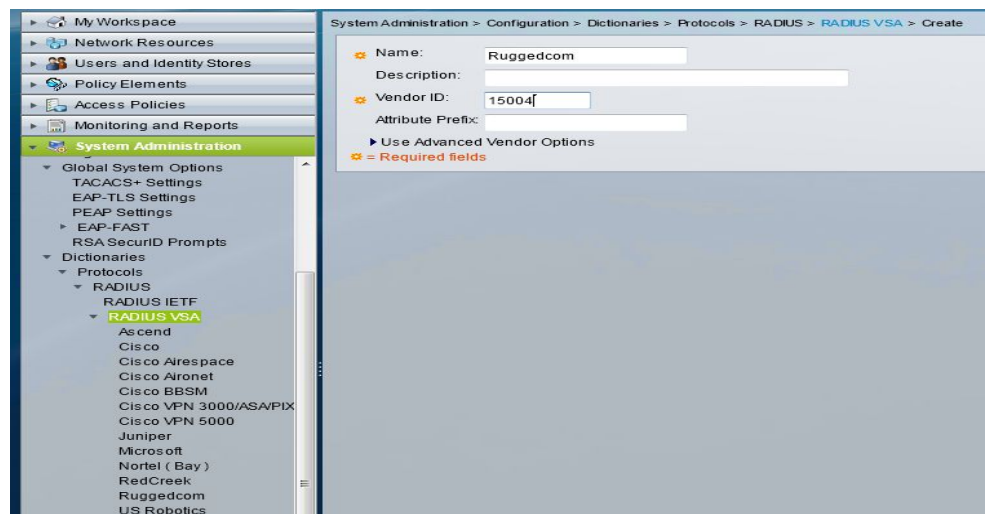 My Workspace
Network Resources
Users and Identity Stores
Policy Elements
Access Policies
Monitoring and Reports
System Administration
Global System Options
TACACS+ Settings
EAP-TLS Settings
PEAP Settings
EAP-FAST
RSA SecurID Prompts
Dictionaries
Protocols
RADIUS
RADIUS IETF
RADIUS VSA
Ascend
Cisco
Cisco Airespace
Cisco Aironet
Cisco BBSM
Cisco VPN 3000/ASA/PIX
Cisco VPN 5000
Juniper
Microsoft
Nortel ( Bay )
RedCreek
Ruggedcom
US Robotics
System Administration > Configuration > Dictionaries > Protocols > RADIUS > RADIUS VSA > Create
Name: Ruggedcom
Description:
Vendor ID: 15004
Attribute Prefix:
Use Advanced Vendor Options
= Required fields